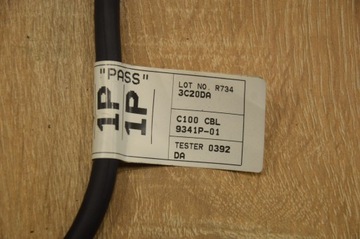 "PASS"
1P
1P
LOT NO. R734
3C20DA
C100 CBL
9341P-01
TESTER 0392
DA